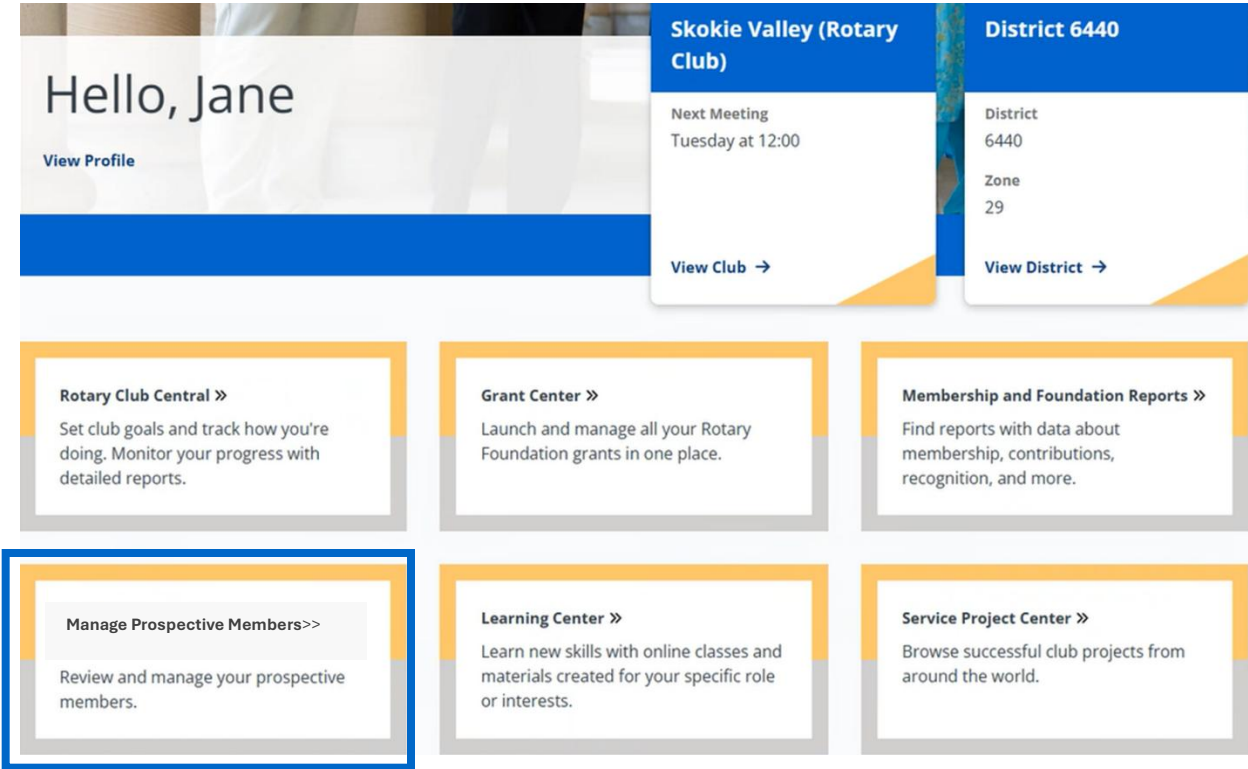 Hello, Jane
View Profile
Skokie Valley (Rotary
Club)
Next Meeting
Tuesday at 12:00
View Club →
District 6440
District
6440
Zone
29
View District →
Rotary Club Central »
Set club goals and track how you're
doing. Monitor your progress with
detailed reports.
Grant Center »
Launch and manage all your Rotary
Foundation grants in one place.
Membership and Foundation Reports »
Find reports with data about
membership, contributions,
recognition, and more.
Manage Prospective Members>>
Review and manage your prospective
members.
Learning Center »
Learn new skills with online classes and
materials created for your specific role
or interests.
Service Project Center »
Browse successful club projects from
around the world.